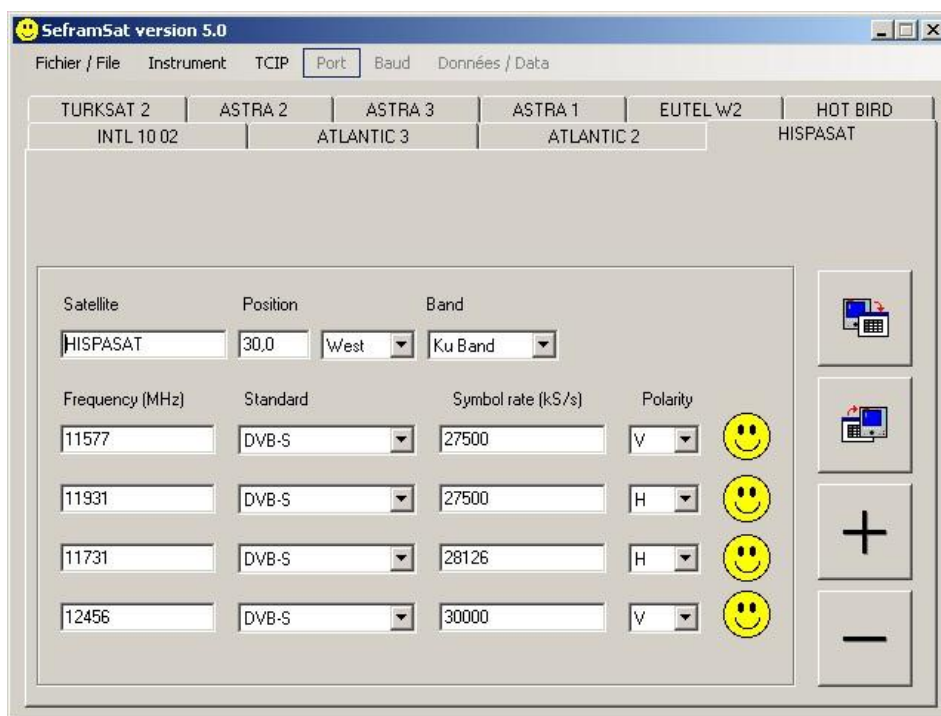 SeframSat version 5.0
Fichier / File Instrument TCIP Port Baud Données / Data
TURKSAT 2 ASTRA 2 ASTRA 3 ASTRA 1 EUTEL W2 HOT BIRD
INTL 10 02 ATLANTIC 3 ATLANTIC 2 HISPASAT
Satellite Position Band
HISPASAT 30,0 West Ku Band
Frequency (MHz) Standard Symbol rate (kS/s) Polarity
11577 DVB-S 27500 V
11931 DVB-S 27500 H
11731 DVB-S 28126 H
12456 DVB-S 30000 V